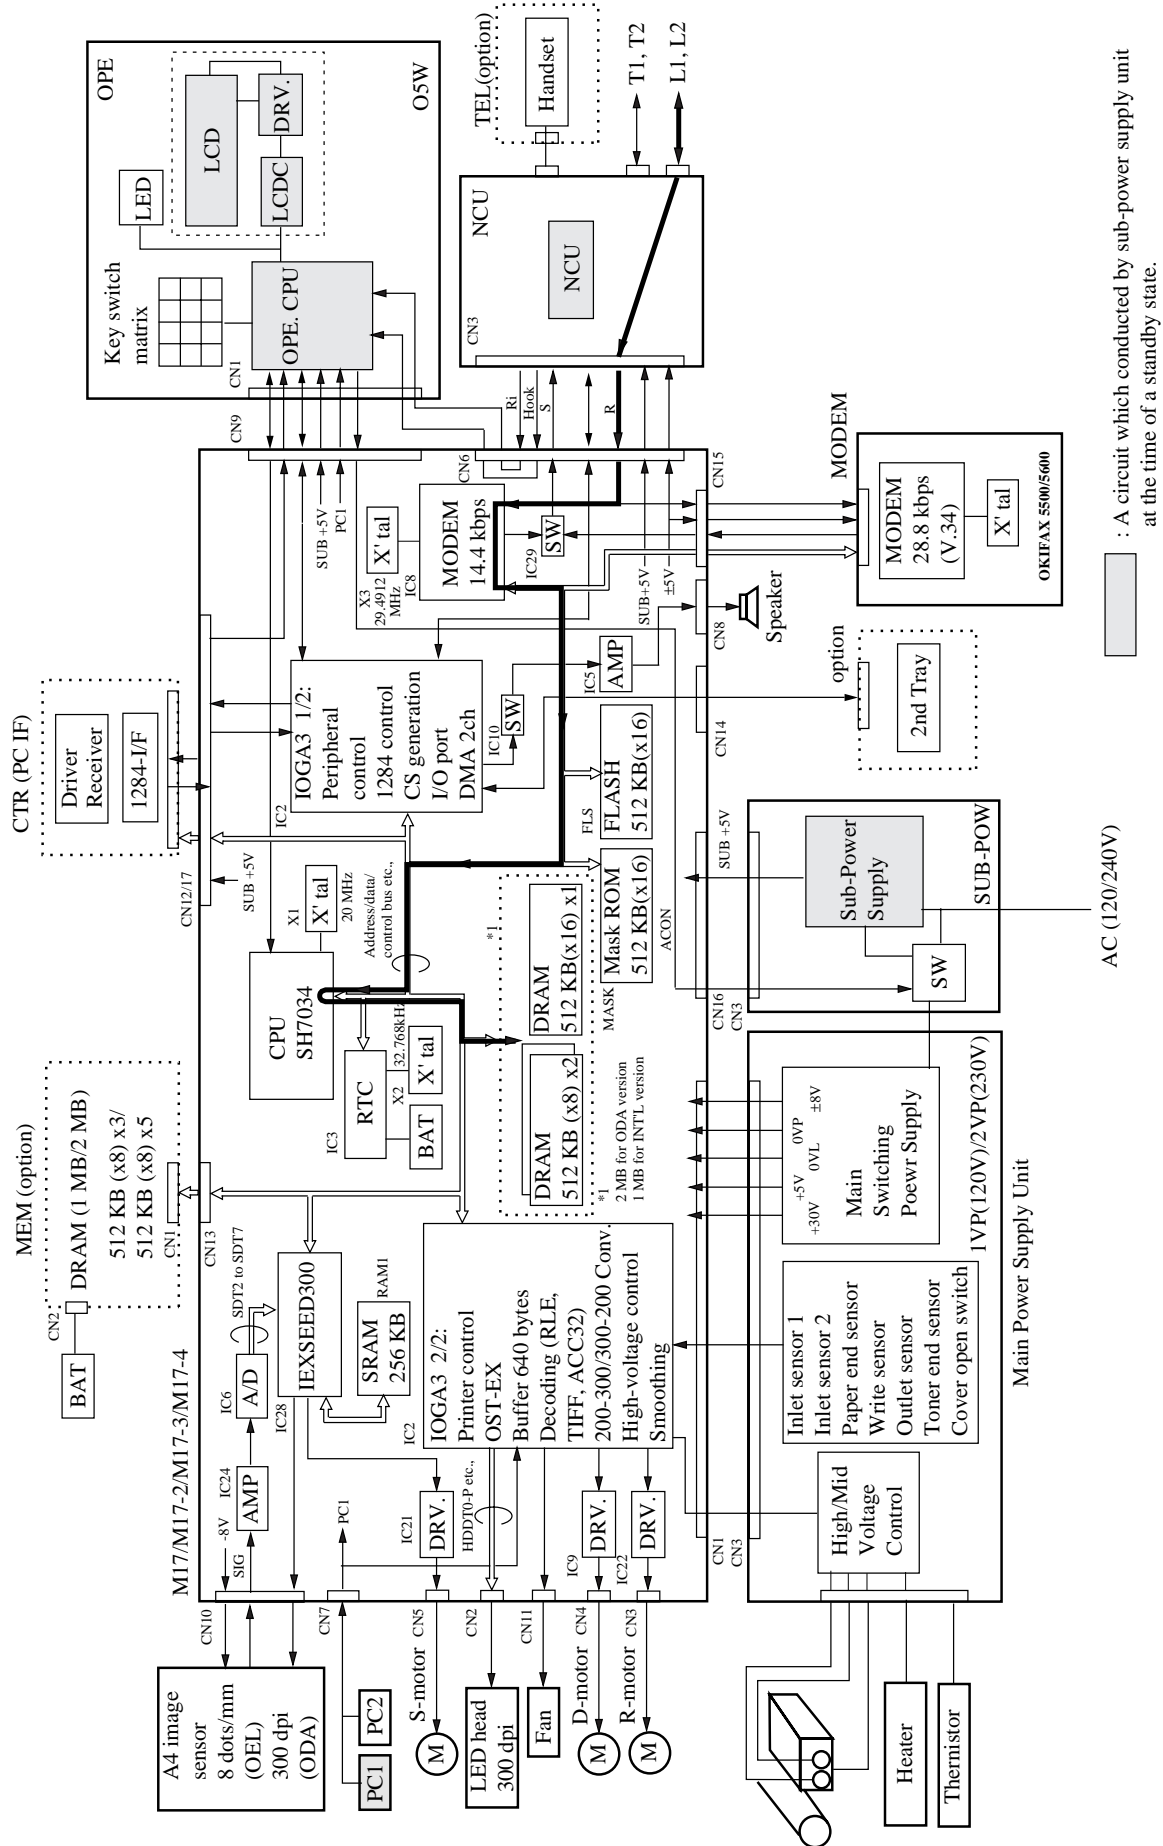 M17/M17-2/M17-3/M17-4
A4 image
sensor
8 dots/mm
(OEL)
300 dpi
(ODA)
PC1
PC2
S-motor
M
LED head
300 dpi
Fan
D-motor
M
R-motor
M
Heater
Thermistor
CN10
CN7
CN5
CN2
CN11
CN4
CN3
-8V
SIG
PC1
IC24
AMP
IC6
A/D
SDT2 to SDT7
IC28
IEXSEED300
RAM1
SRAM
256 KB
IC21
DRV.
HDDT0-P etc.,
IC9
DRV.
IC22
DRV.
IC2
IOGA3 2/2:
Printer control
OST-EX
Buffer 640 bytes
Decoding (RLE,
TIFF, ACC32)
200-300/300-200 Conv.
High-voltage control
Smoothing
CN1
CN3
High/Mid
Voltage
Control
Inlet sensor 1
Inlet sensor 2
Paper end sensor
Write sensor
Outlet sensor
Toner end sensor
Cover open switch
Main Power Supply Unit
+30V
+5V
0VL
0VP
±8V
Main
Switching
Poewr Supply
1VP(120V)/2VP(230V)
MEM (option)
BAT
CN2
DRAM (1 MB/2 MB)
512 KB (x8) x3/
512 KB (x8) x5
CN1
CN13
CPU
SH7034
X1
X' tal
20 MHz
Address/data/
control bus etc.,
IC3
RTC
X2
32.768kHz
X' tal
BAT
*1
DRAM
512 KB (x8) x2
DRAM
512 KB(x16) x1
*1
2 MB for ODA version
1 MB for INT'L version
MASK
Mask ROM
512 KB(x16)
FLS
FLASH
512 KB(x16)
ACON
CN16
CN3
SUB +5V
SW
Sub-Power
Supply
SUB-POW
AC (120/240V)
CTR (PC IF)
Driver
Receiver
1284-I/F
CN12/17
SUB +5V
IC2
IOGA3 1/2:
Peripheral
control
1284 control
CS generation
I/O port
DMA 2ch
IC10
SW
IC5
AMP
CN14
CN8
Speaker
option
2nd Tray
X3
29.4912
MHz
X' tal
IC8
MODEM
14.4 kbps
IC29
SW
SUB+5V
±5V
CN15
MODEM
MODEM
28.8 kbps
(V.34)
X' tal
OKIFAX 5500/5600
SUB +5V
PC1
CN9
CN6
Ri
Hook
S
R
OPE
Key switch
matrix
CN1
OPE. CPU
LED
LCD
LCDC
DRV.
O5W
NCU
CN3
NCU
TEL(option)
Handset
T1, T2
L1, L2
: A circuit which conducted by sub-power supply unit
at the time of a standby state.